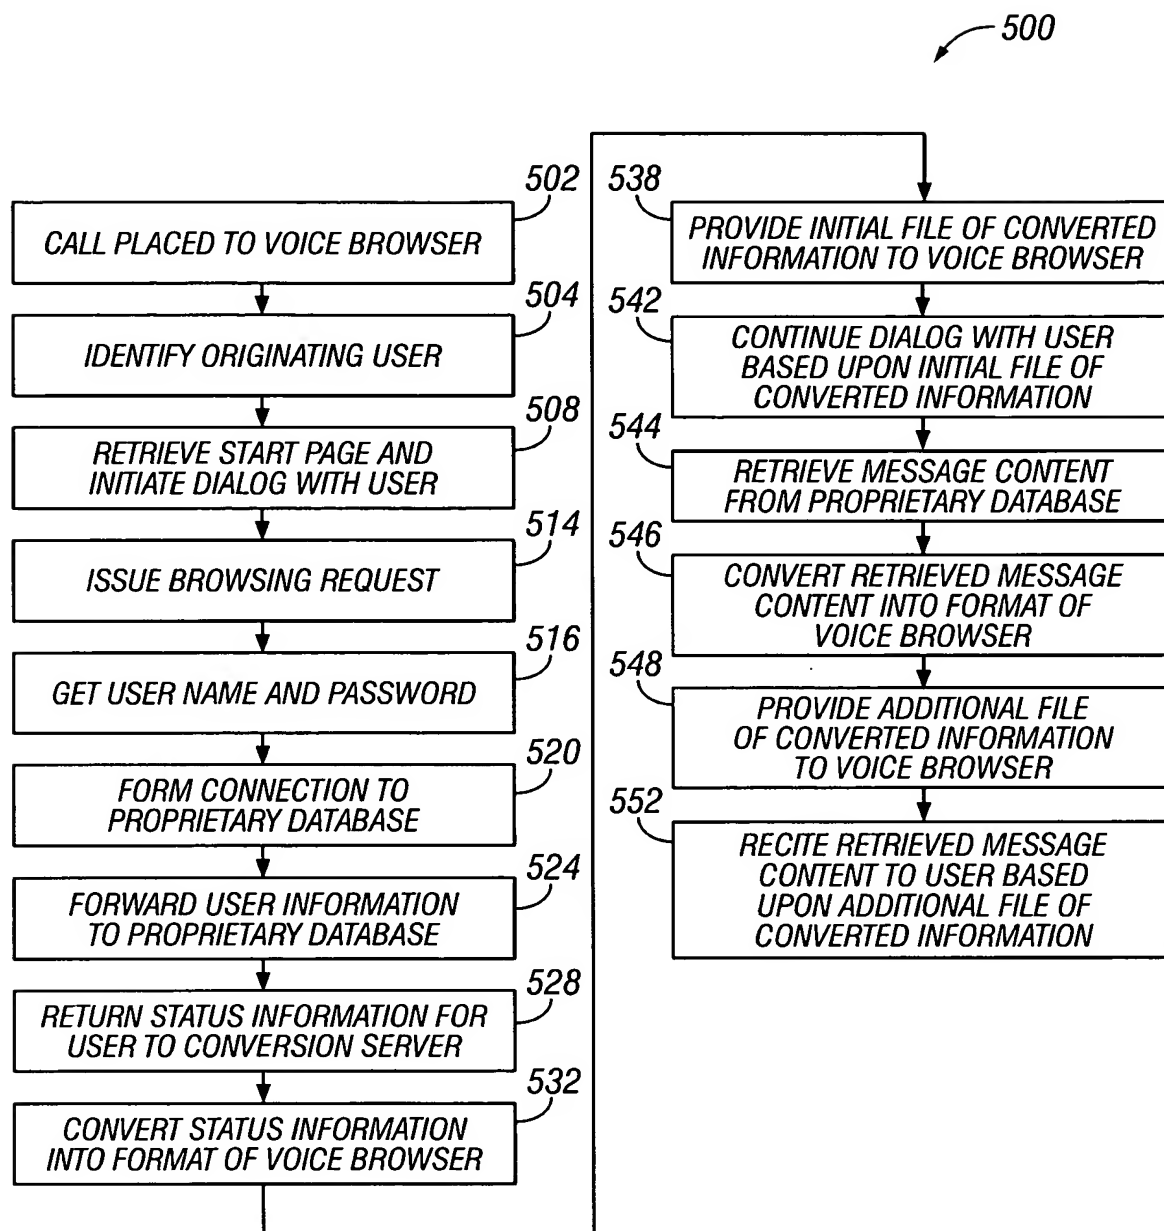 500
502
CALL PLACED TO VOICE BROWSER
504
IDENTIFY ORIGINATING USER
508
RETRIEVE START PAGE AND
INITIATE DIALOG WITH USER
514
ISSUE BROWSING REQUEST
516
GET USER NAME AND PASSWORD
520
FORM CONNECTION TO
PROPRIETARY DATABASE
524
FORWARD USER INFORMATION
TO PROPRIETARY DATABASE
528
RETURN STATUS INFORMATION FOR
USER TO CONVERSION SERVER
532
CONVERT STATUS INFORMATION
INTO FORMAT OF VOICE BROWSER
538
PROVIDE INITIAL FILE OF CONVERTED
INFORMATION TO VOICE BROWSER
542
CONTINUE DIALOG WITH USER
BASED UPON INITIAL FILE OF
CONVERTED INFORMATION
544
RETRIEVE MESSAGE CONTENT
FROM PROPRIETARY DATABASE
546
CONVERT RETRIEVED MESSAGE
CONTENT INTO FORMAT OF
VOICE BROWSER
548
PROVIDE ADDITIONAL FILE
OF CONVERTED INFORMATION
TO VOICE BROWSER
552
RECITE RETRIEVED MESSAGE
CONTENT TO USER BASED
UPON ADDITIONAL FILE OF
CONVERTED INFORMATION